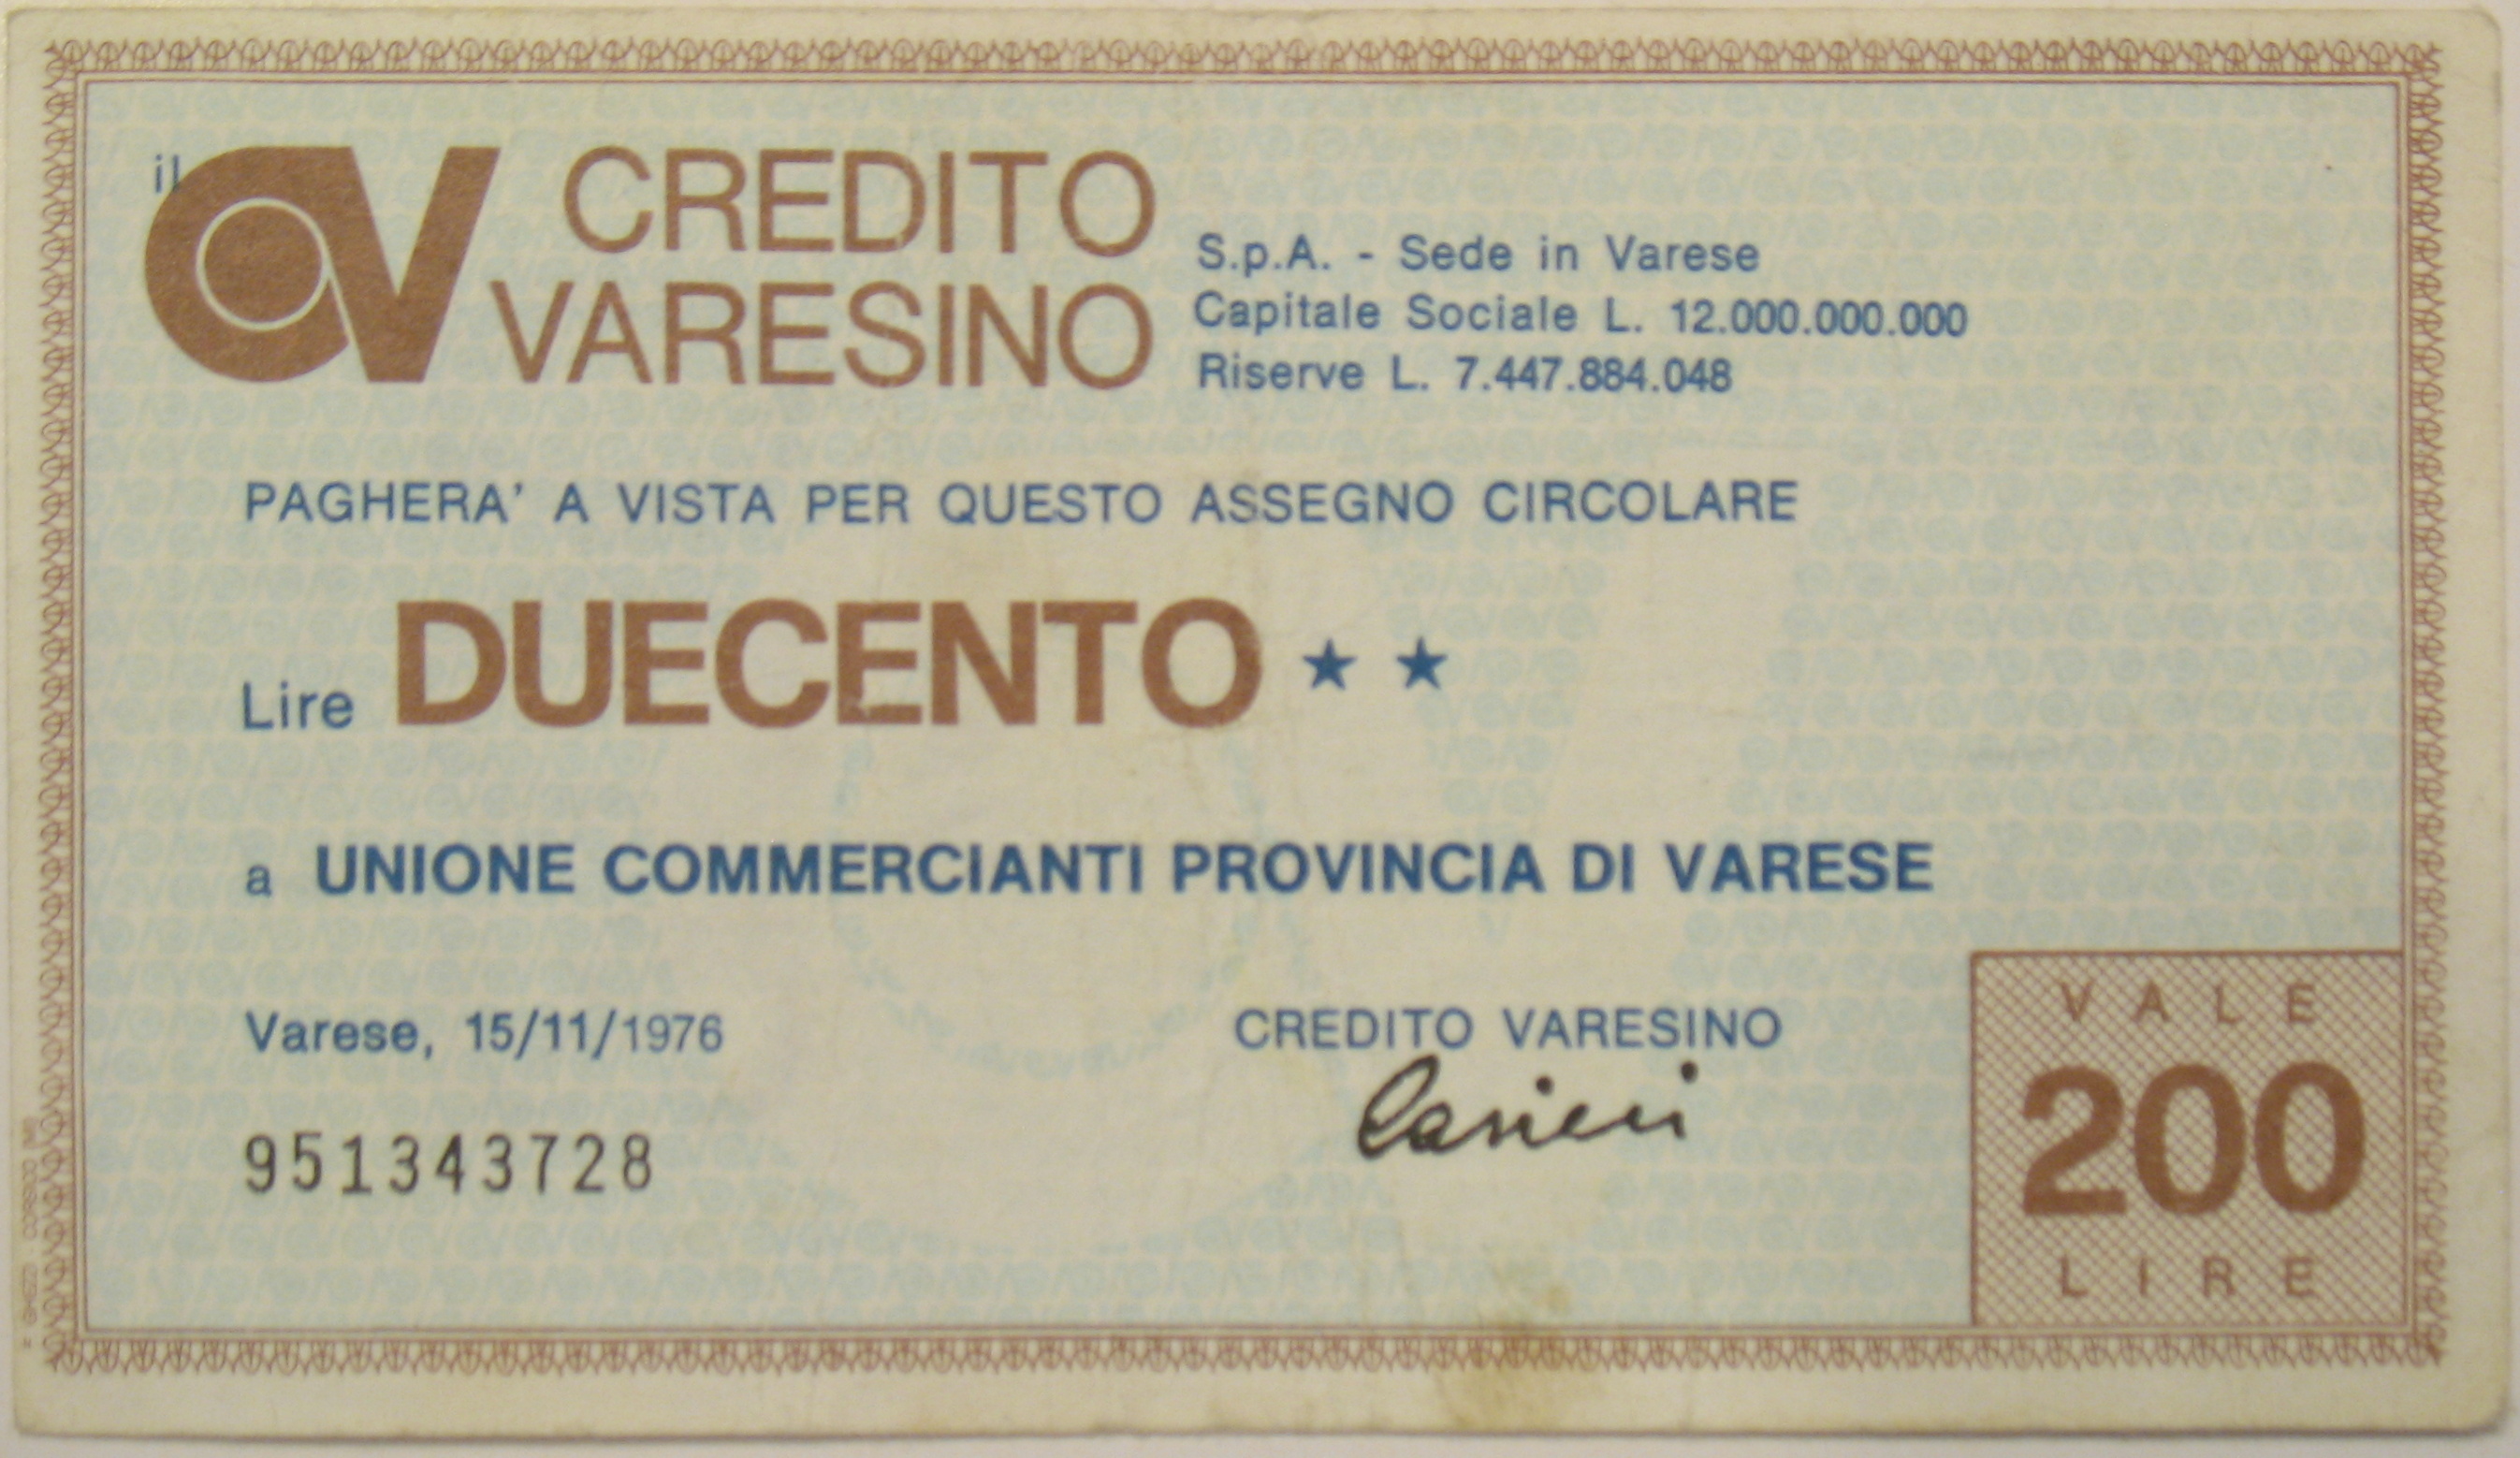 il CV CREDITO
VARESINO
S.p.A. - Sede in Varese
Capitale Sociale L. 12.000.000.000
Riserve L. 7.447.884.048
PAGHERA' A VISTA PER QUESTO ASSEGNO CIRCOLARE
Lire DUECENTO ★ ★
a UNIONE COMMERCIANTI PROVINCIA DI VARESE
Varese, 15/11/1976
CREDITO VARESINO
951343728
VALE
200
LIRE